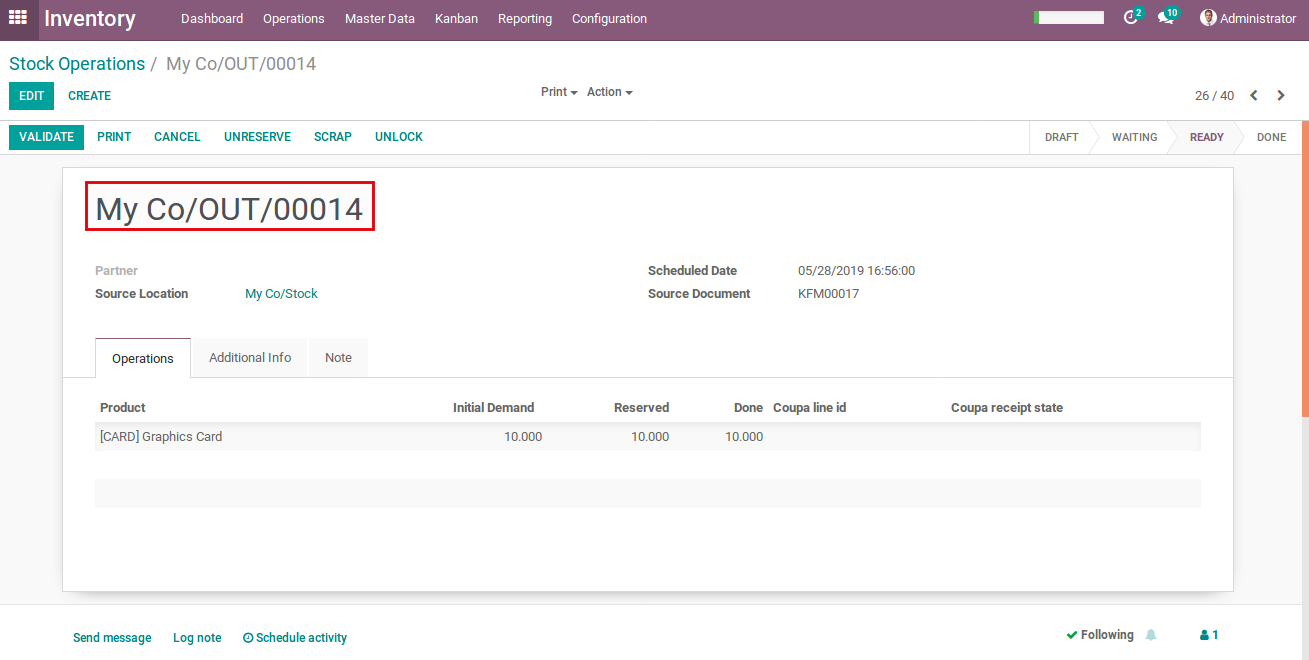 Inventory Dashboard Operations Master Data Kanban Reporting Configuration 2 10 Administrator
Stock Operations / My Co/OUT/00014
EDIT CREATE Print Action 26 / 40
VALIDATE PRINT CANCEL UNRESERVE SCRAP UNLOCK DRAFT WAITING READY DONE
My Co/OUT/00014
Partner Scheduled Date 05/28/2019 16:56:00
Source Location My Co/Stock Source Document KFM00017
Operations Additional Info Note
Product Initial Demand Reserved Done Coupa line id Coupa receipt state
[CARD] Graphics Card 10.000 10.000 10.000
Send message Log note Schedule activity Following 1